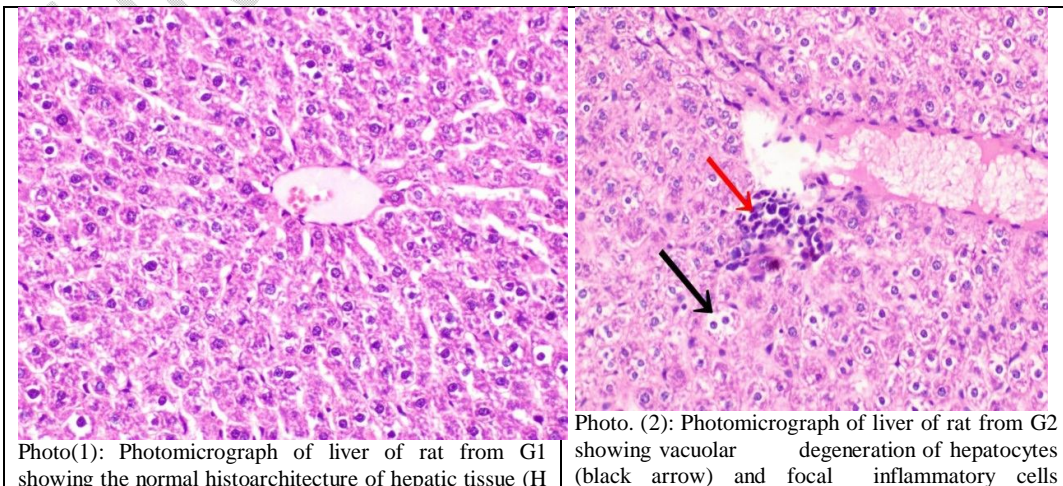 Photo(1): Photomicrograph of liver of rat from G1
showing the normal histoarchitecture of hepatic tissue (H
Photo. (2): Photomicrograph of liver of rat from G2
showing vacuolar degeneration of hepatocytes
(black arrow) and focal inflammatory cells